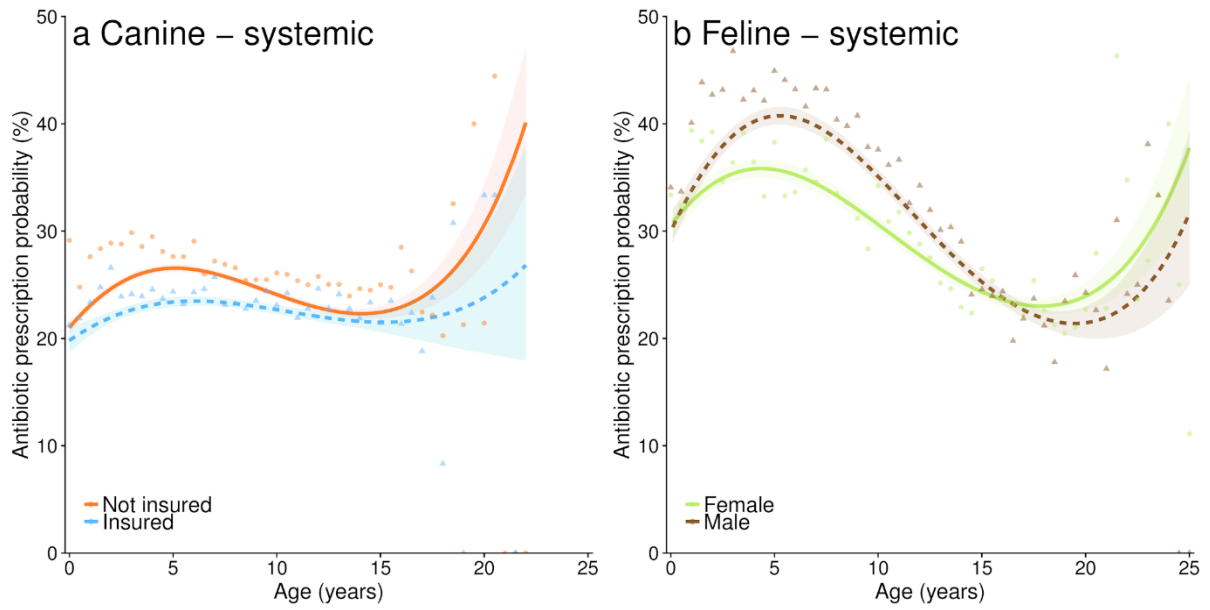 a Canine – systemic
Antibiotic prescription probability (%)
50
40
30
20
10
0
Not insured
Insured
0 5 10 15 20 25
Age (years)
b Feline – systemic
Antibiotic prescription probability (%)
50
40
30
20
10
0
Female
Male
0 5 10 15 20 25
Age (years)